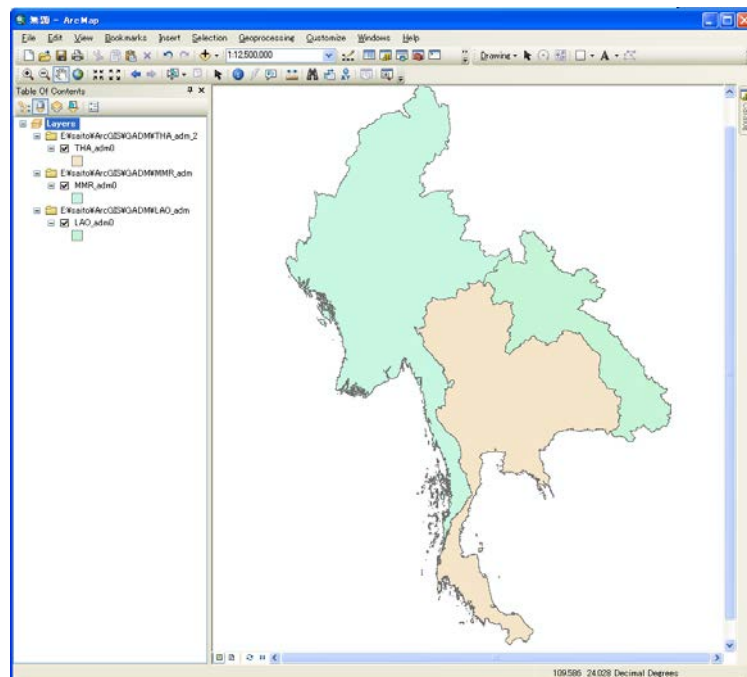 無題 - ArcMap
File Edit View Bookmarks Insert Selection Geoprocessing Customize Windows Help
1:12,500,000
Drawing
A
Table Of Contents
Layers
E:¥saito¥ArcGIS¥GADM¥THA_adm_2
THA_adm0
E:¥saito¥ArcGIS¥GADM¥MMR_adm
MMR_adm0
E:¥saito¥ArcGIS¥GADM¥LAO_adm
LAO_adm0
109.586 24.028 Decimal Degrees